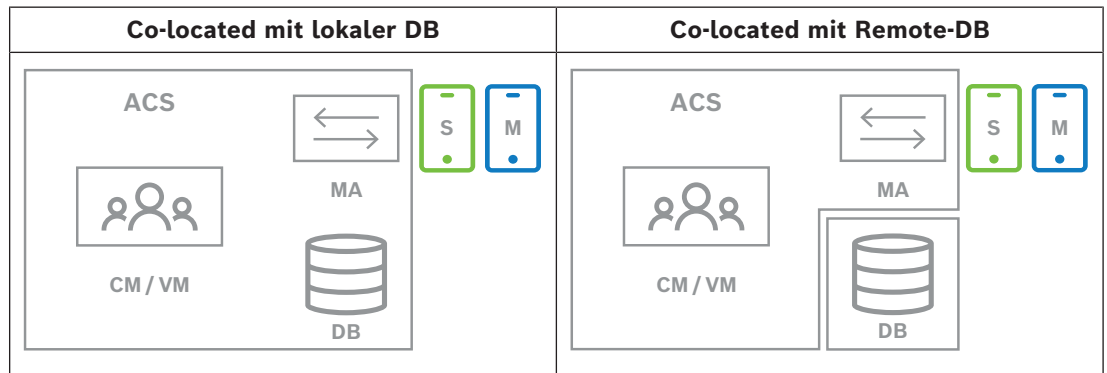 Co-located mit lokaler DB
Co-located mit Remote-DB
ACS
S
M
MA
CM / VM
DB
ACS
S
M
MA
CM / VM
DB